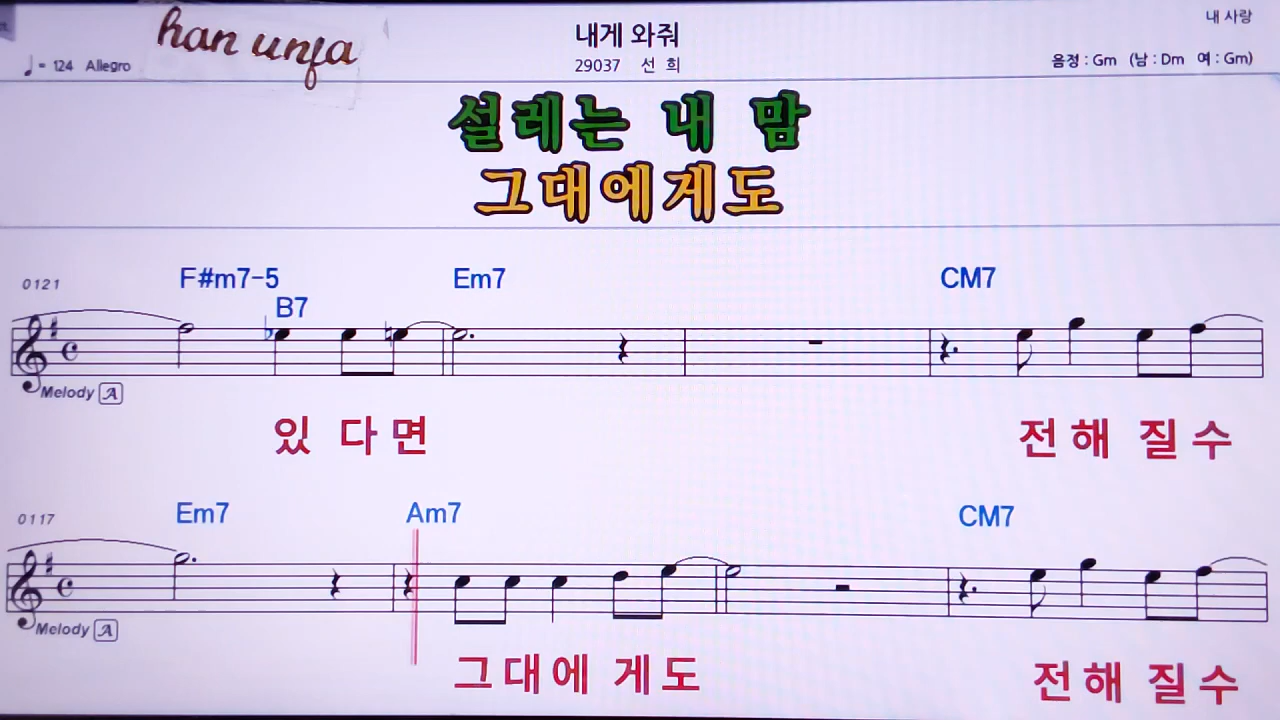 han unfa
내게 와줘
내 사랑
♩= 124 Allegro
29037 선 희
음정 : Gm (남 : Dm 여 : Gm)
설레는 내 맘
그대에게도
0121
F#m7-5
B7
Em7
CM7
Melody A
있 다 면
전 해 질 수
0117
Em7
Am7
CM7
Melody A
그 대 에 게 도
전 해 질 수